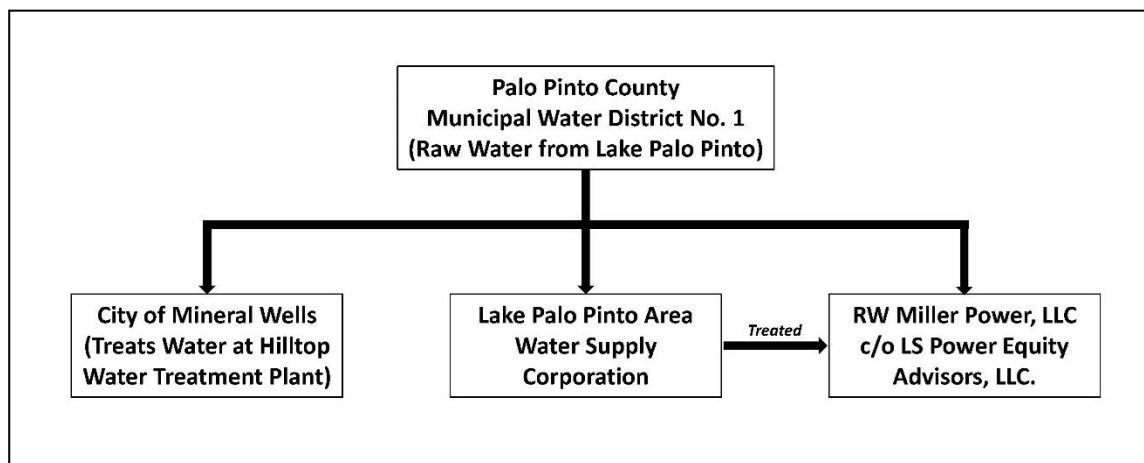 Palo Pinto County
Municipal Water District No. 1
(Raw Water from Lake Palo Pinto)
City of Mineral Wells
(Treats Water at Hilltop
Water Treatment Plant)
Lake Palo Pinto Area
Water Supply
Corporation
Treated
RW Miller Power, LLC
c/o LS Power Equity
Advisors, LLC.